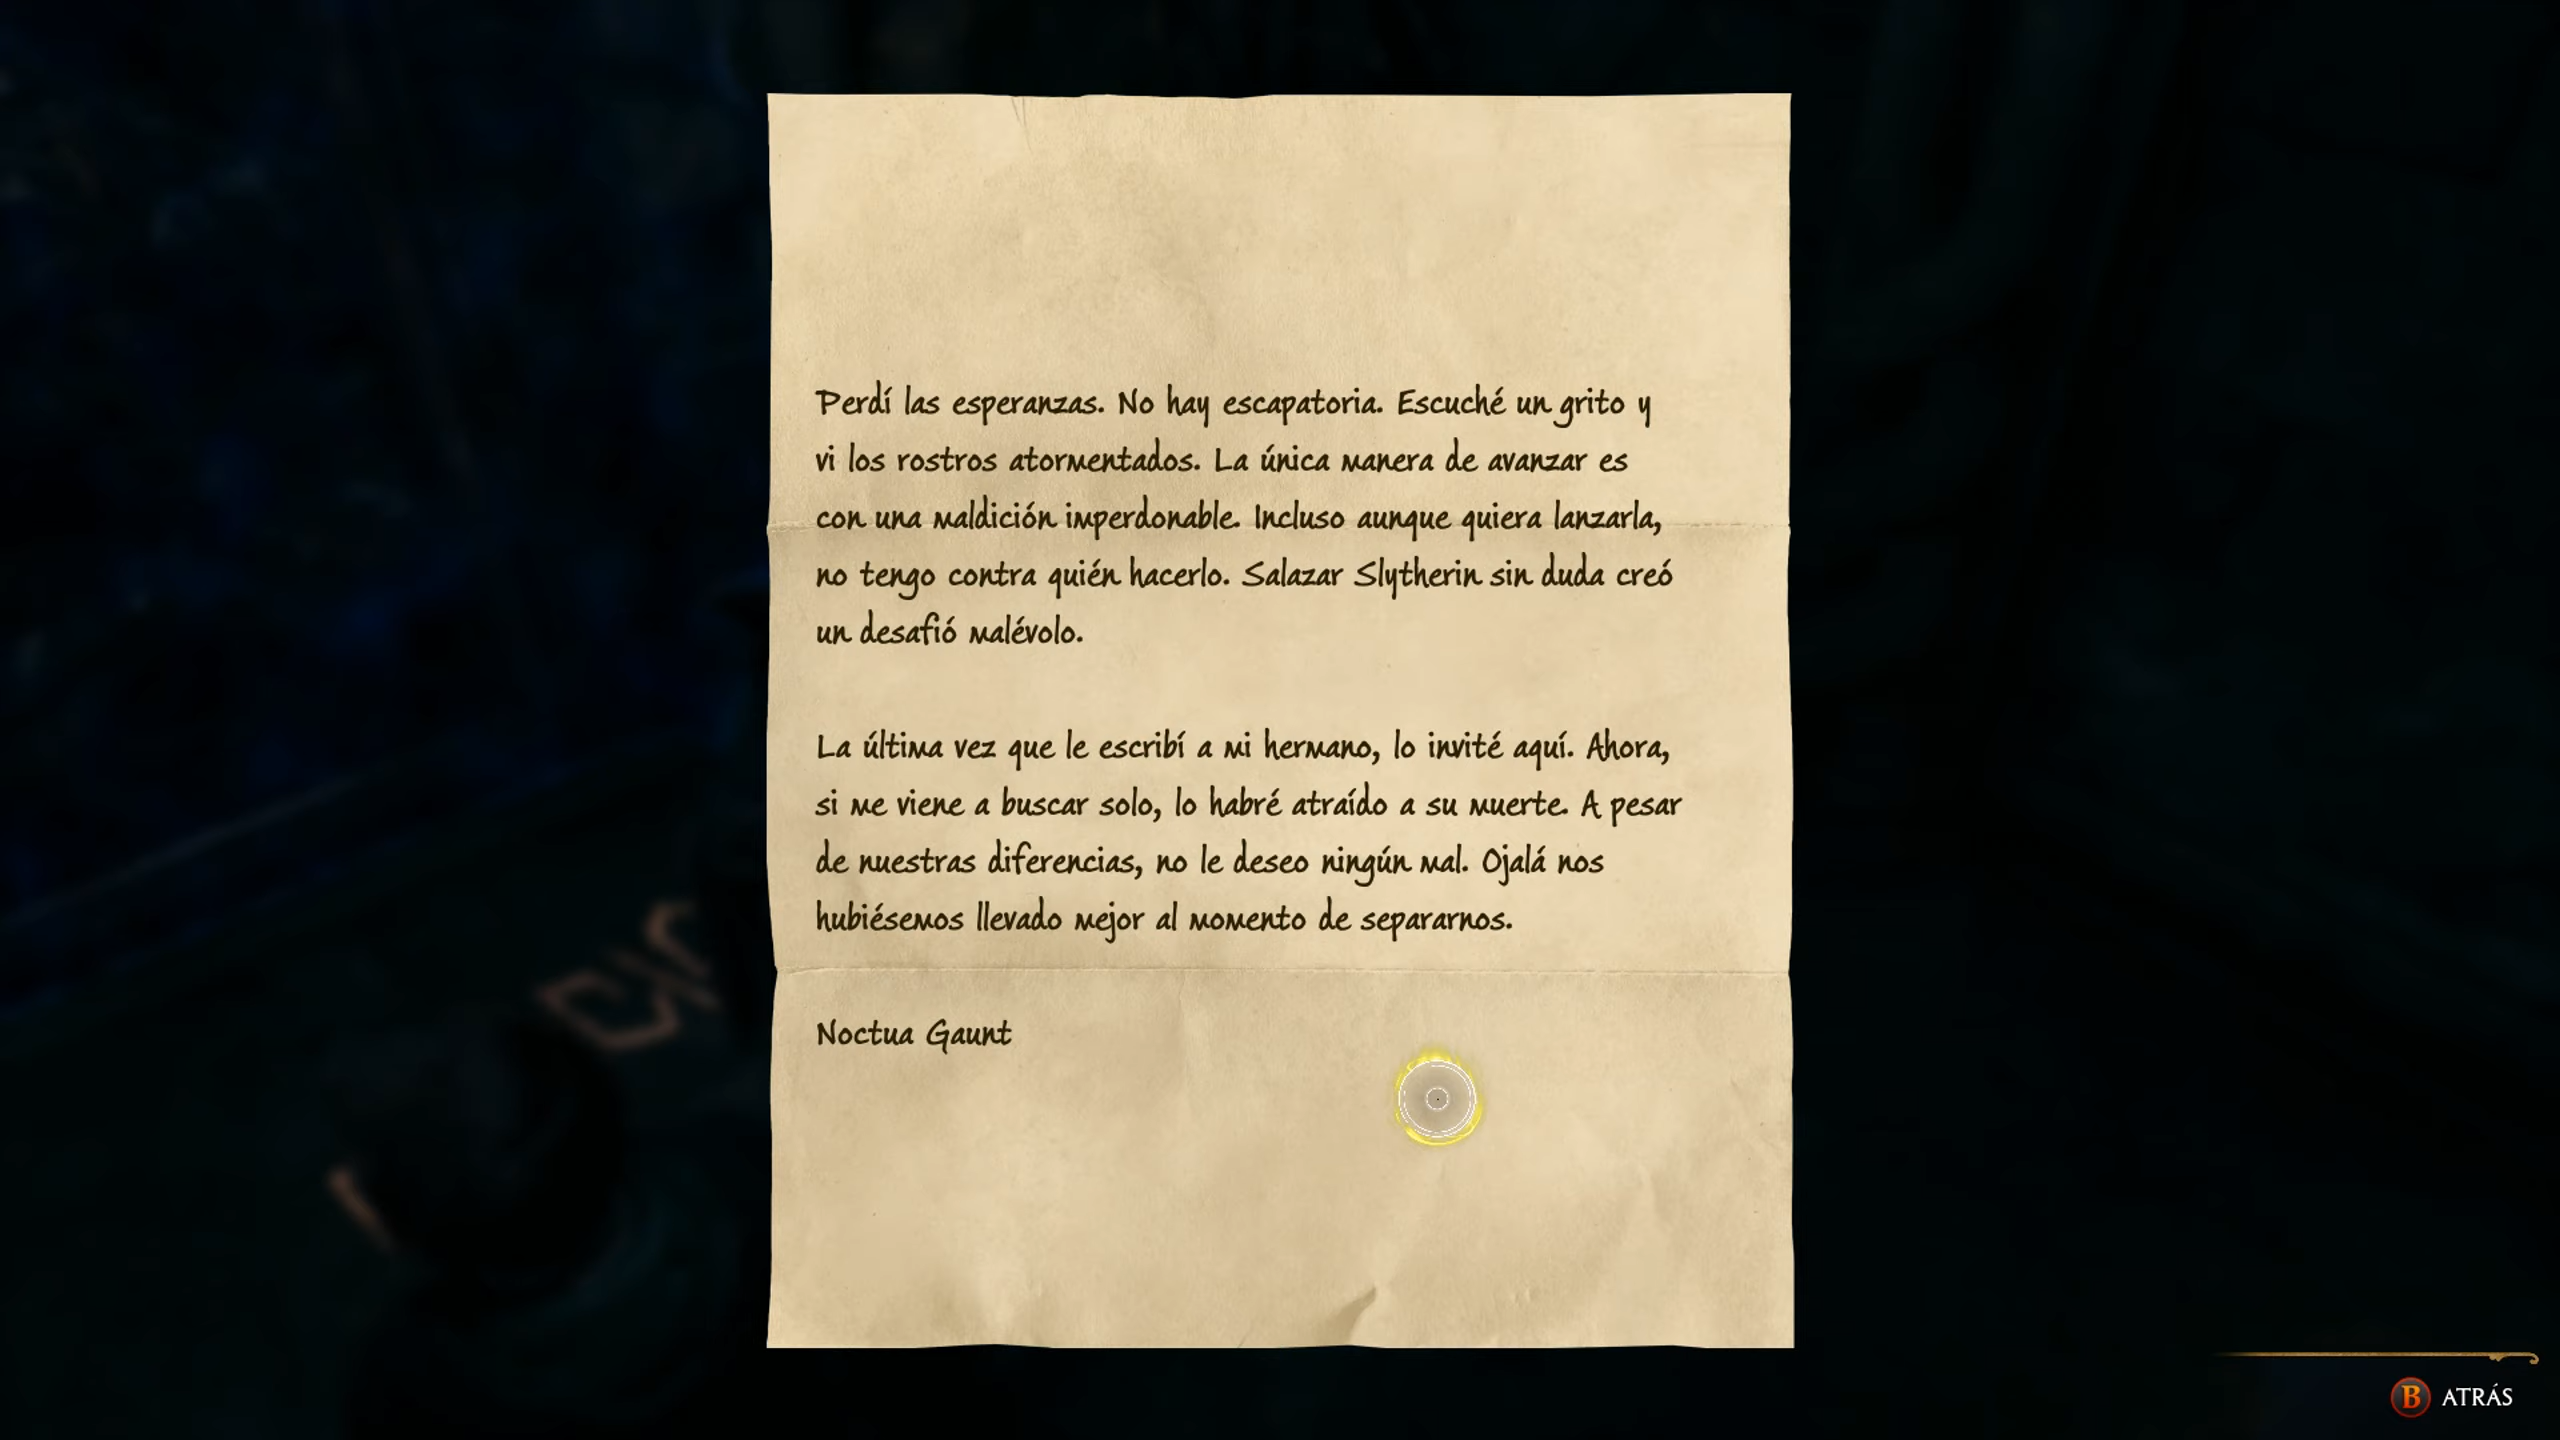 Perdí las esperanzas. No hay escapatoria. Escuché un grito y
vi los rostros atormentados. La única manera de avanzar es
con una maldición imperdonable. Incluso aunque quiera lanzarla,
no tengo contra quién hacerlo. Salazar Slytherin sin duda creó
un desafió malévolo.
La última vez que le escribí a mi hermano, lo invité aquí. Ahora,
si me viene a buscar solo, lo habré atraído a su muerte. A pesar
de nuestras diferencias, no le deseo ningún mal. Ojalá nos
hubiésemos llevado mejor al momento de separarnos.
Noctua Gaunt
B ATRÁS